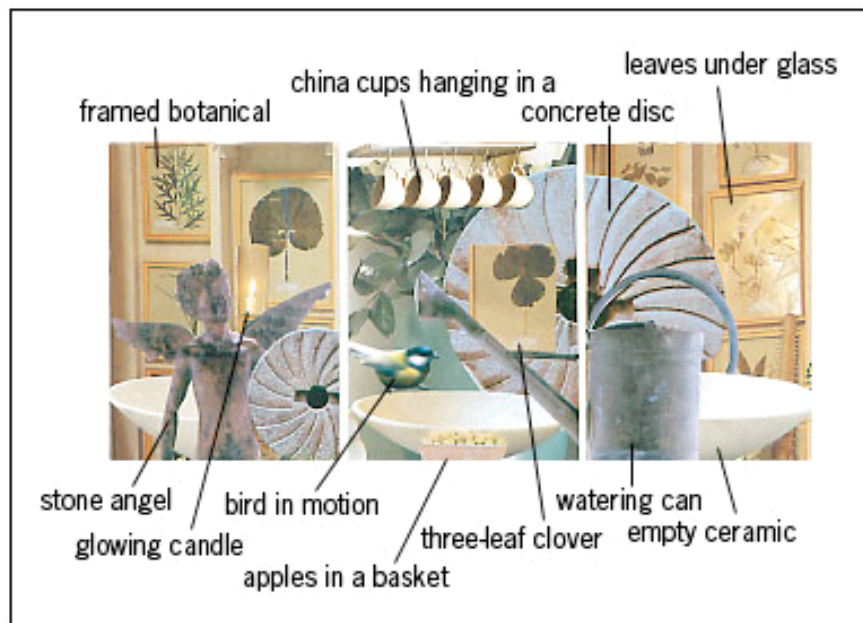 leaves under glass
china cups hanging in a
framed botanical
concrete disc
stone angel
bird in motion
watering can
glowing candle
three-leaf clover
empty ceramic
apples in a basket